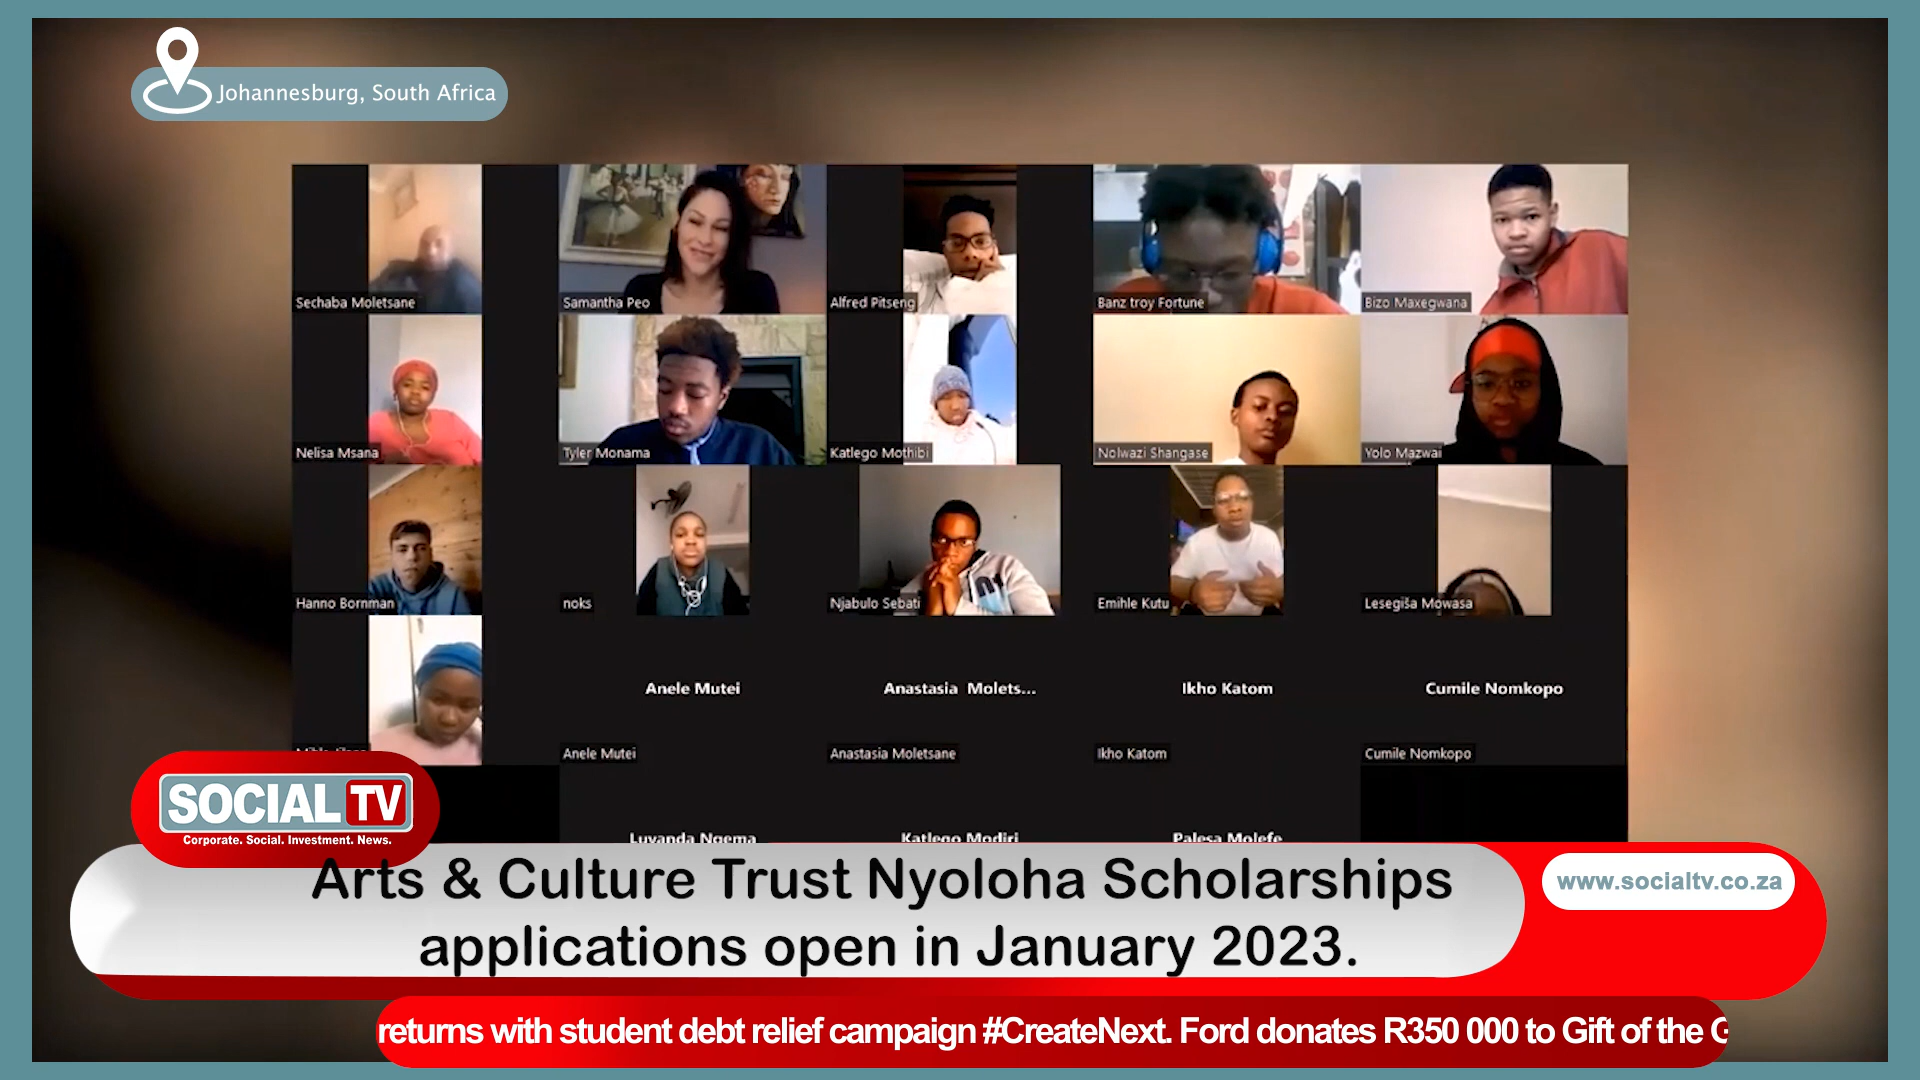 Johannesburg, South Africa
Sechaba Moletsane
Samantha Peo
Alfred Pitseng
Banz troy Fortune
Bizo Maxegwana
Nelisa Msana
Tyler Monama
Katlego Mothibi
Nolwazi Shangase
Yolo Mazwai
Hanno Bornman
noks
Njabulo Sebati
Emihle Kutu
Lesegiša Mowasa
Anele Mutei
Anastasia Molets...
Ikho Katom
Cumile Nomkopo
Anele Mutei
Anastasia Moletsane
Ikho Katom
Cumile Nomkopo
Luyanda Ngema
Katlego Modiri
Palesa Molefe
SOCIAL TV
Corporate. Social. Investment. News.
Arts & Culture Trust Nyoloha Scholarships
applications open in January 2023.
www.socialtv.co.za
returns with student debt relief campaign #CreateNext. Ford donates R350 000 to Gift of the G